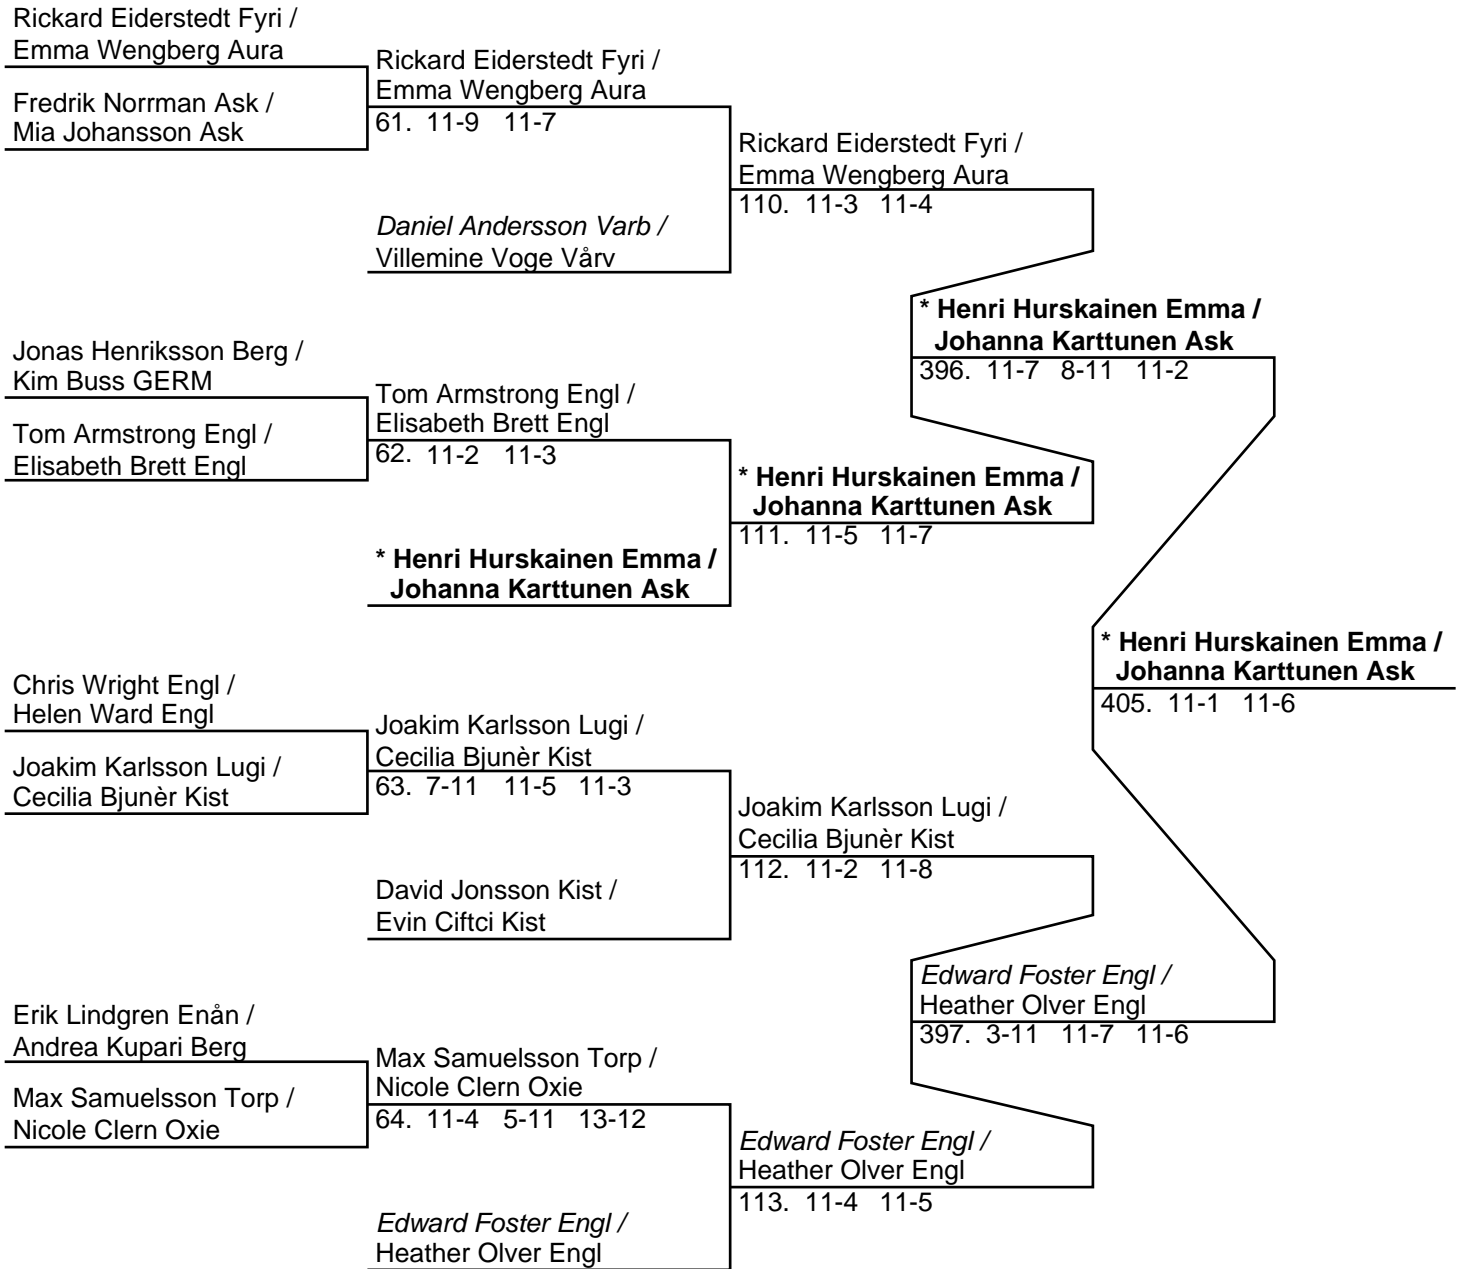 Rickard Eiderstedt Fyri /
Emma Wengberg Aura
Fredrik Norrman Ask /
Mia Johansson Ask
Jonas Henriksson Berg /
Kim Buss GERM
Tom Armstrong Engl /
Elisabeth Brett Engl
Chris Wright Engl /
Helen Ward Engl
Joakim Karlsson Lugi /
Cecilia Bjunèr Kist
Erik Lindgren Enån /
Andrea Kupari Berg
Max Samuelsson Torp /
Nicole Clern Oxie
Rickard Eiderstedt Fyri /
Emma Wengberg Aura
61. 11-9 11-7
Daniel Andersson Varb /
Villemine Voge Vårv
Tom Armstrong Engl /
Elisabeth Brett Engl
62. 11-2 11-3
* Henri Hurskainen Emma /
Johanna Karttunen Ask
Joakim Karlsson Lugi /
Cecilia Bjunèr Kist
63. 7-11 11-5 11-3
David Jonsson Kist /
Evin Ciftci Kist
Max Samuelsson Torp /
Nicole Clern Oxie
64. 11-4 5-11 13-12
Edward Foster Engl /
Heather Olver Engl
Rickard Eiderstedt Fyri /
Emma Wengberg Aura
110. 11-3 11-4
* Henri Hurskainen Emma /
Johanna Karttunen Ask
111. 11-5 11-7
Joakim Karlsson Lugi /
Cecilia Bjunèr Kist
112. 11-2 11-8
Edward Foster Engl /
Heather Olver Engl
113. 11-4 11-5
* Henri Hurskainen Emma /
Johanna Karttunen Ask
396. 11-7 8-11 11-2
Edward Foster Engl /
Heather Olver Engl
397. 3-11 11-7 11-6
* Henri Hurskainen Emma /
Johanna Karttunen Ask
405. 11-1 11-6